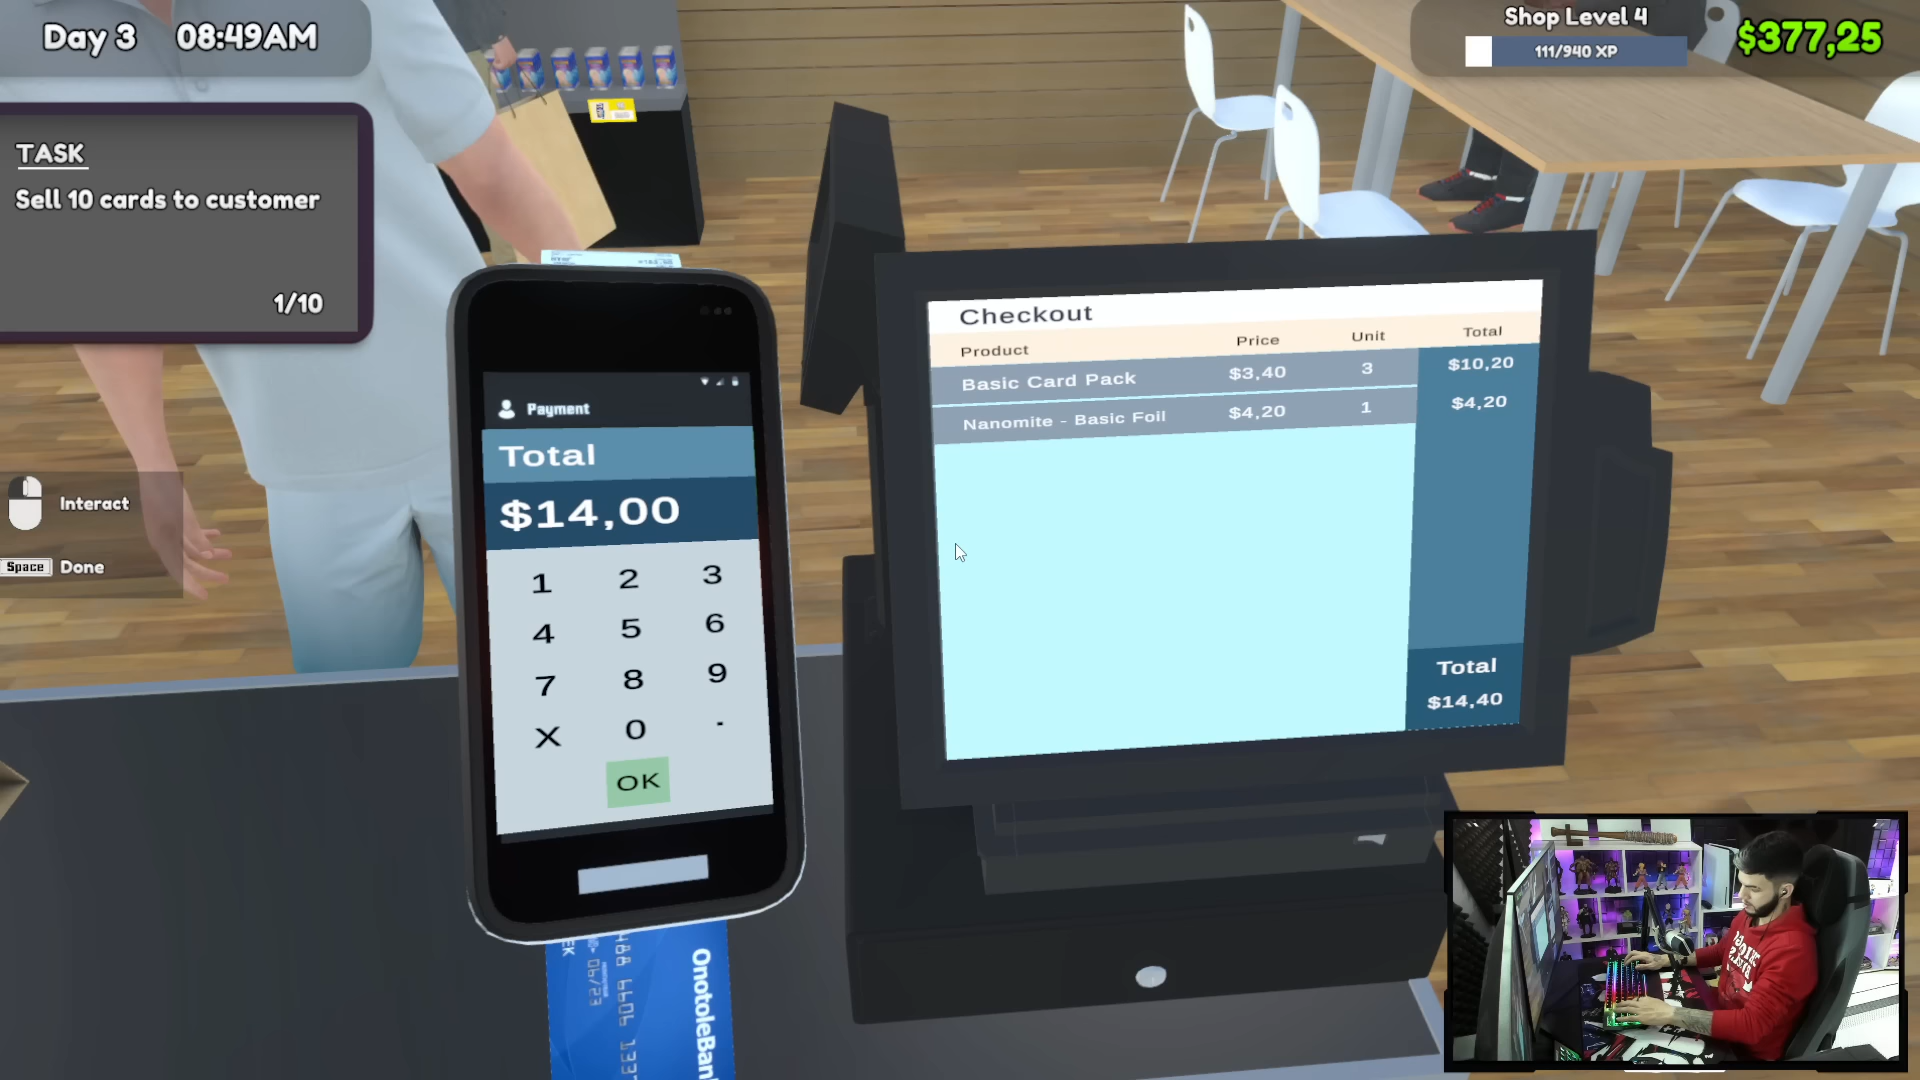 Day 3 08:49AM
Shop Level 4
111/940 XP
$377,25
TASK
Sell 10 cards to customer
1/10
Interact
Space Done
Payment
Total
$14,00
1 2 3
4 5 6
7 8 9
X 0 .
OK
Checkout
Product Price Unit Total
Basic Card Pack $3,40 3 $10,20
Nanomite - Basic Foil $4,20 1 $4,20
Total
$14,40
06/23
OnotoleBan